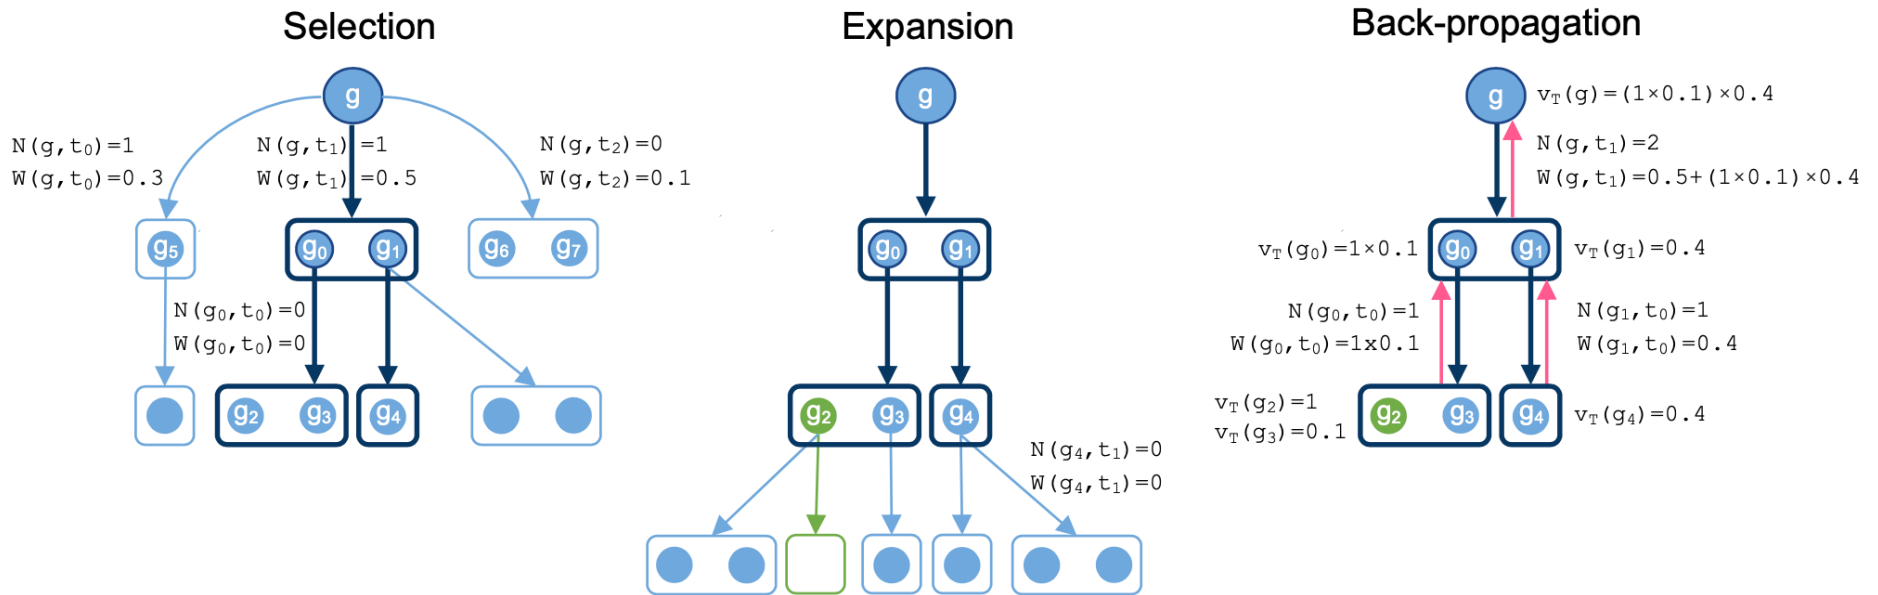 Selection
g
N(g,t₀)=1
W(g,t₀)=0.3
N(g,t₁)=1
W(g,t₁)=0.5
N(g,t₂)=0
W(g,t₂)=0.1
g₅
g₀
g₁
g₆
g₇
N(g₀,t₀)=0
W(g₀,t₀)=0
g₂
g₃
g₄
Expansion
g
g₀
g₁
g₂
g₃
g₄
N(g₄,t₁)=0
W(g₄,t₁)=0
Back-propagation
g
v_T(g)=(1×0.1)×0.4
N(g,t₁)=2
W(g,t₁)=0.5+(1×0.1)×0.4
v_T(g₀)=1×0.1
g₀
g₁
v_T(g₁)=0.4
N(g₀,t₀)=1
W(g₀,t₀)=1x0.1
N(g₁,t₀)=1
W(g₁,t₀)=0.4
v_T(g₂)=1
v_T(g₃)=0.1
g₂
g₃
g₄
v_T(g₄)=0.4